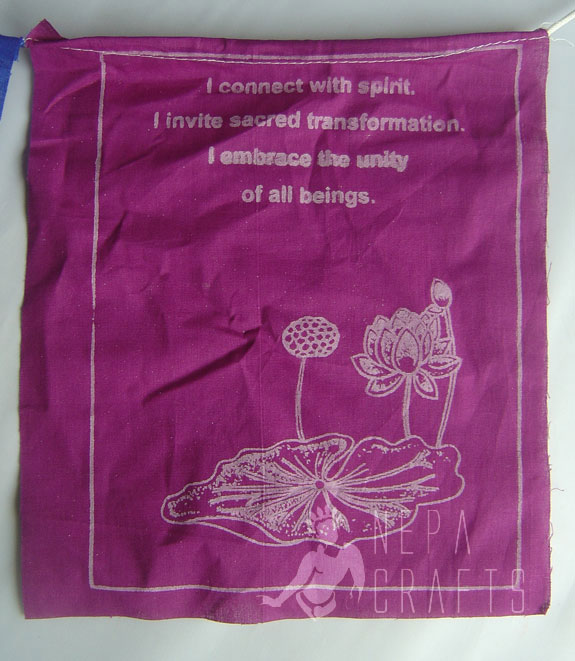 I connect with spirit.
I invite sacred transformation.
I embrace the unity
of all beings.
NEPA
CRAFTS